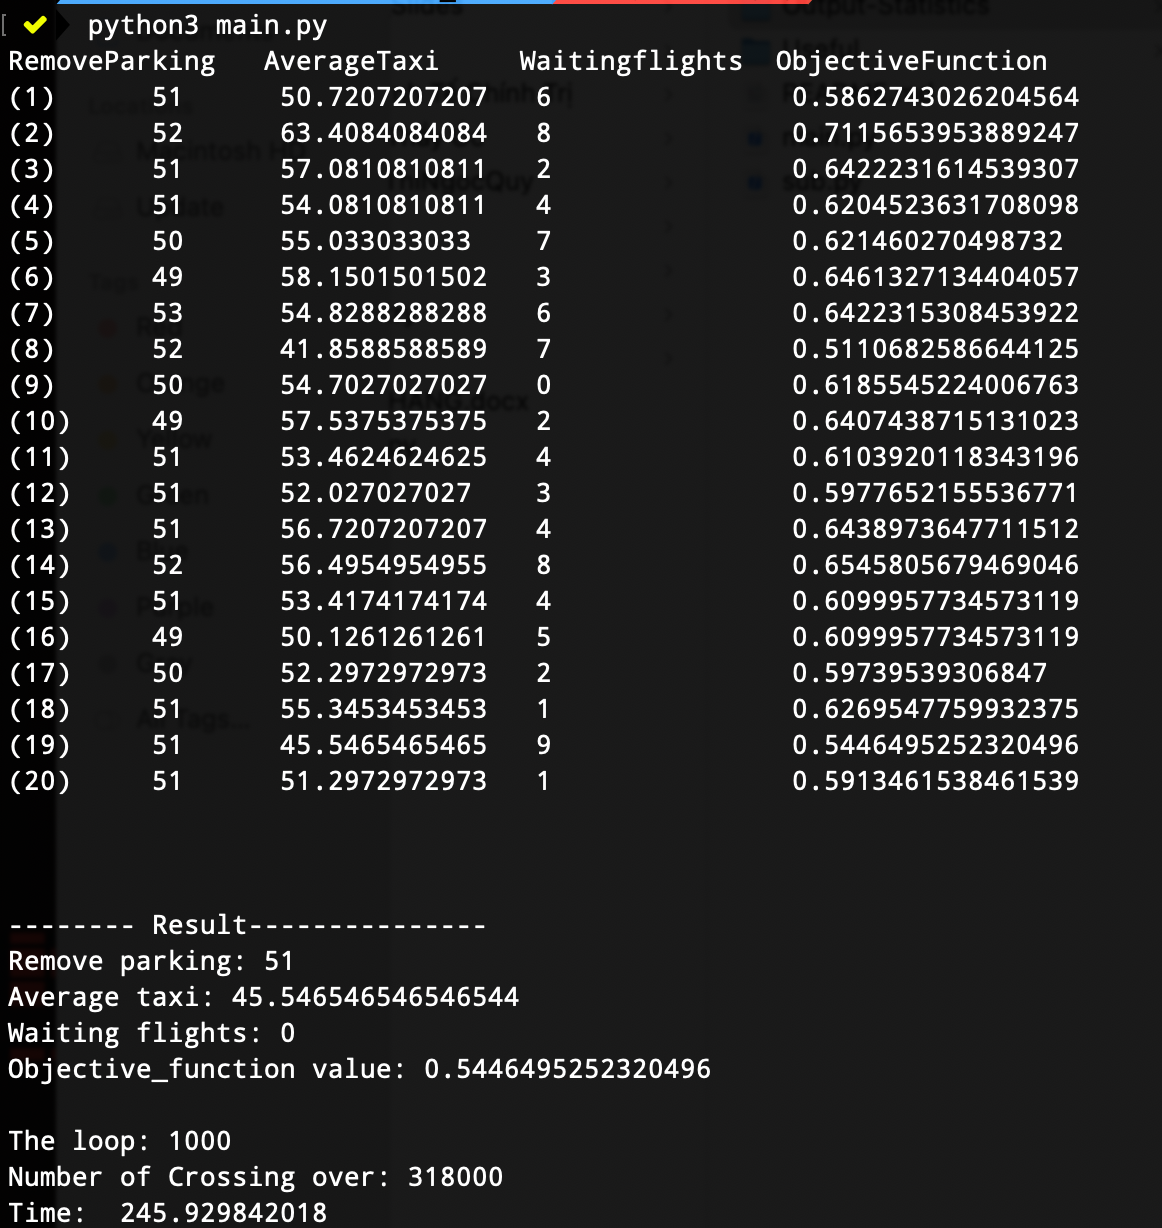 python3 main.py
RemoveParking AverageTaxi Waitingflights ObjectiveFunction
(1) 51 50.7207207207 6 0.5862743026204564
(2) 52 63.4084084084 8 0.7115653953889247
(3) 51 57.0810810811 2 0.6422231614539307
(4) 51 54.0810810811 4 0.6204523631708098
(5) 50 55.033033033 7 0.621460270498732
(6) 49 58.1501501502 3 0.6461327134404057
(7) 53 54.8288288288 6 0.6422315308453922
(8) 52 41.8588588589 7 0.5110682586644125
(9) 50 54.7027027027 0 0.6185545224006763
(10) 49 57.5375375375 2 0.6407438715131023
(11) 51 53.4624624625 4 0.6103920118343196
(12) 51 52.027027027 3 0.5977652155536771
(13) 51 56.7207207207 4 0.6438973647711512
(14) 52 56.4954954955 8 0.6545805679469046
(15) 51 53.4174174174 4 0.6099957734573119
(16) 49 50.1261261261 5 0.6099957734573119
(17) 50 52.2972972973 2 0.59739539306847
(18) 51 55.3453453453 1 0.6269547759932375
(19) 51 45.5465465465 9 0.5446495252320496
(20) 51 51.2972972973 1 0.5913461538461539
-------- Result---------------
Remove parking: 51
Average taxi: 45.546546546546544
Waiting flights: 0
Objective_function value: 0.5446495252320496
The loop: 1000
Number of Crossing over: 318000
Time: 245.929842018